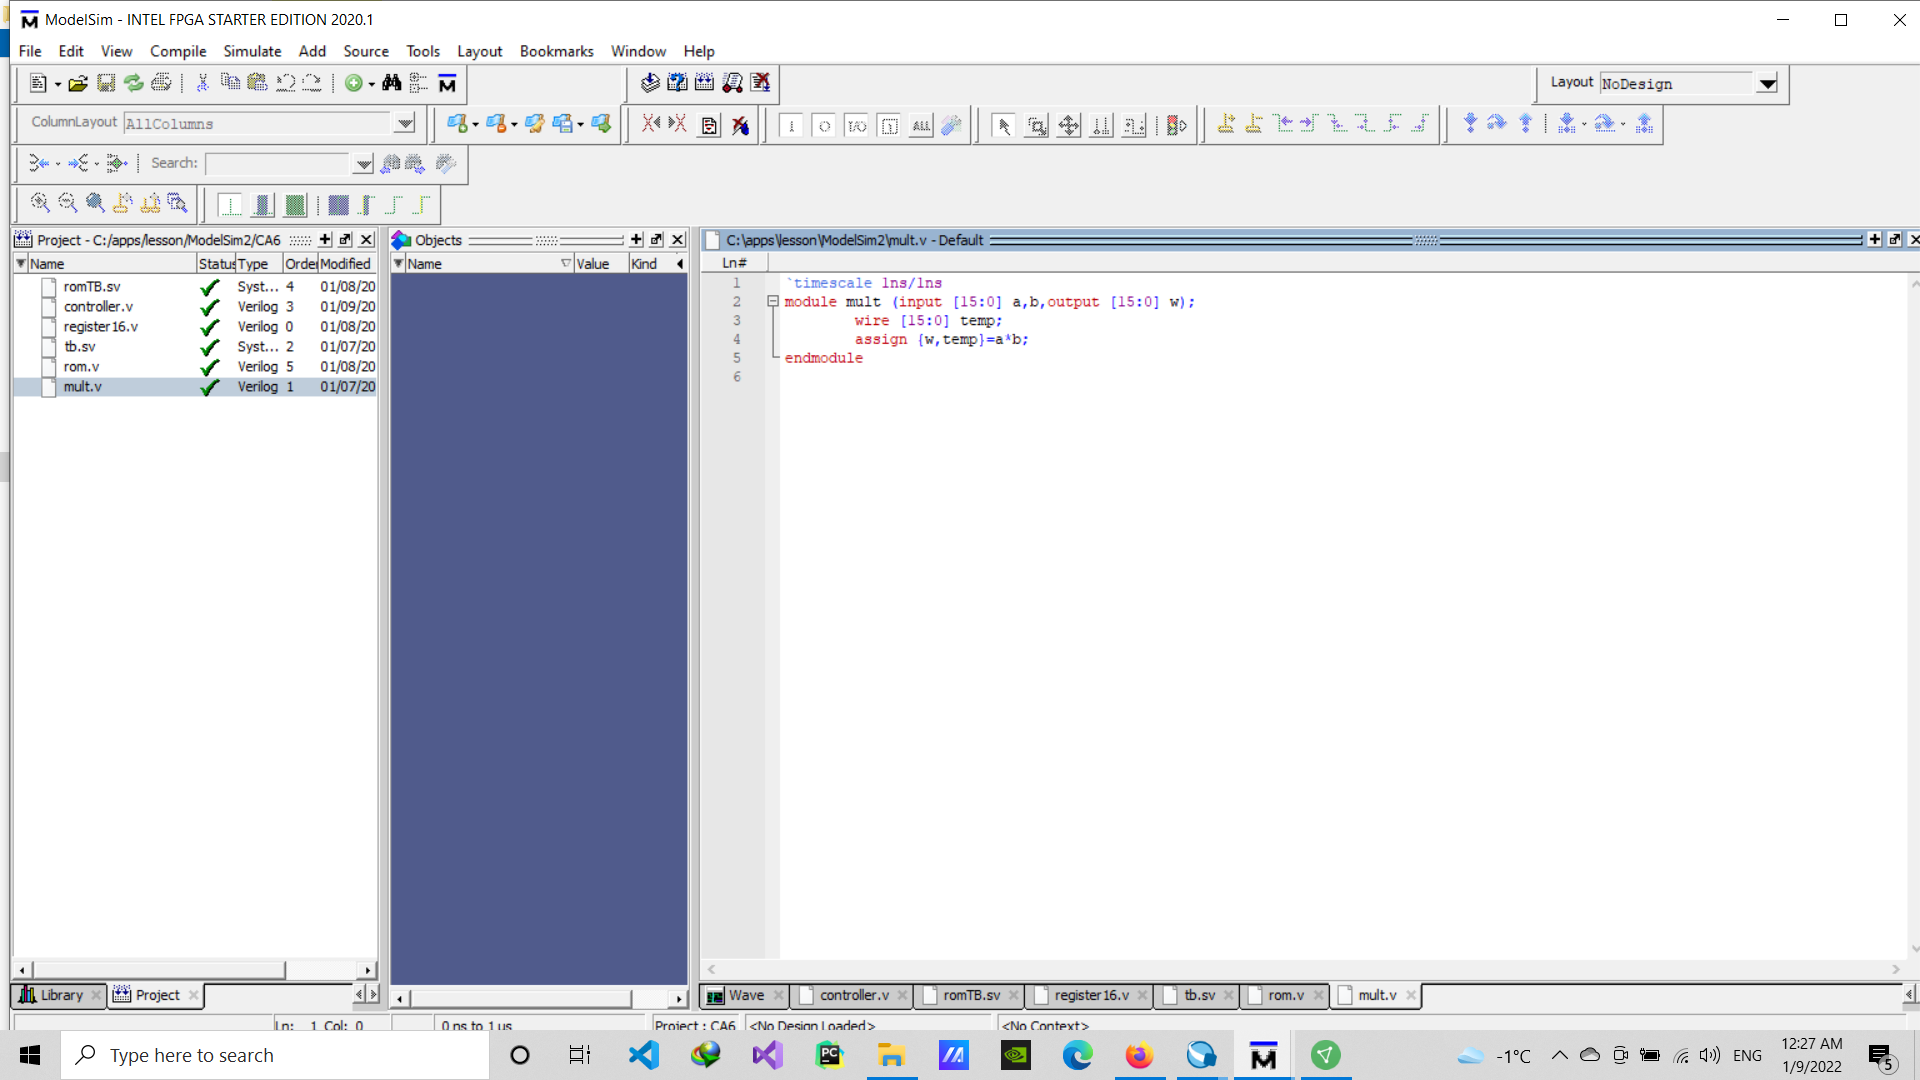 ModelSim - INTEL FPGA STARTER EDITION 2020.1
File Edit View Compile Simulate Add Source Tools Layout Bookmarks Window Help
Layout NoDesign
ColumnLayout AllColumns
Search:
Project - C:/apps/lesson/ModelSim2/CA6
Name Status Type Order Modified
romTB.sv Syst... 4 01/08/20
controller.v Verilog 3 01/09/20
register16.v Verilog 0 01/08/20
tb.sv Syst... 2 01/07/20
rom.v Verilog 5 01/08/20
mult.v Verilog 1 01/07/20
Objects
Name Value Kind
C:\apps\lesson\ModelSim2\mult.v - Default
Ln#
1 `timescale 1ns/1ns
2 module mult (input [15:0] a,b,output [15:0] w);
3 wire [15:0] temp;
4 assign {w,temp}=a*b;
5 endmodule
6
Library Project
Wave controller.v romTB.sv register16.v tb.sv rom.v mult.v
Ln: 1 Col: 0 0 ns to 1 us Project : CA6 <No Design Loaded> <No Context>
Type here to search
-1°C ENG 12:27 AM
1/9/2022
5